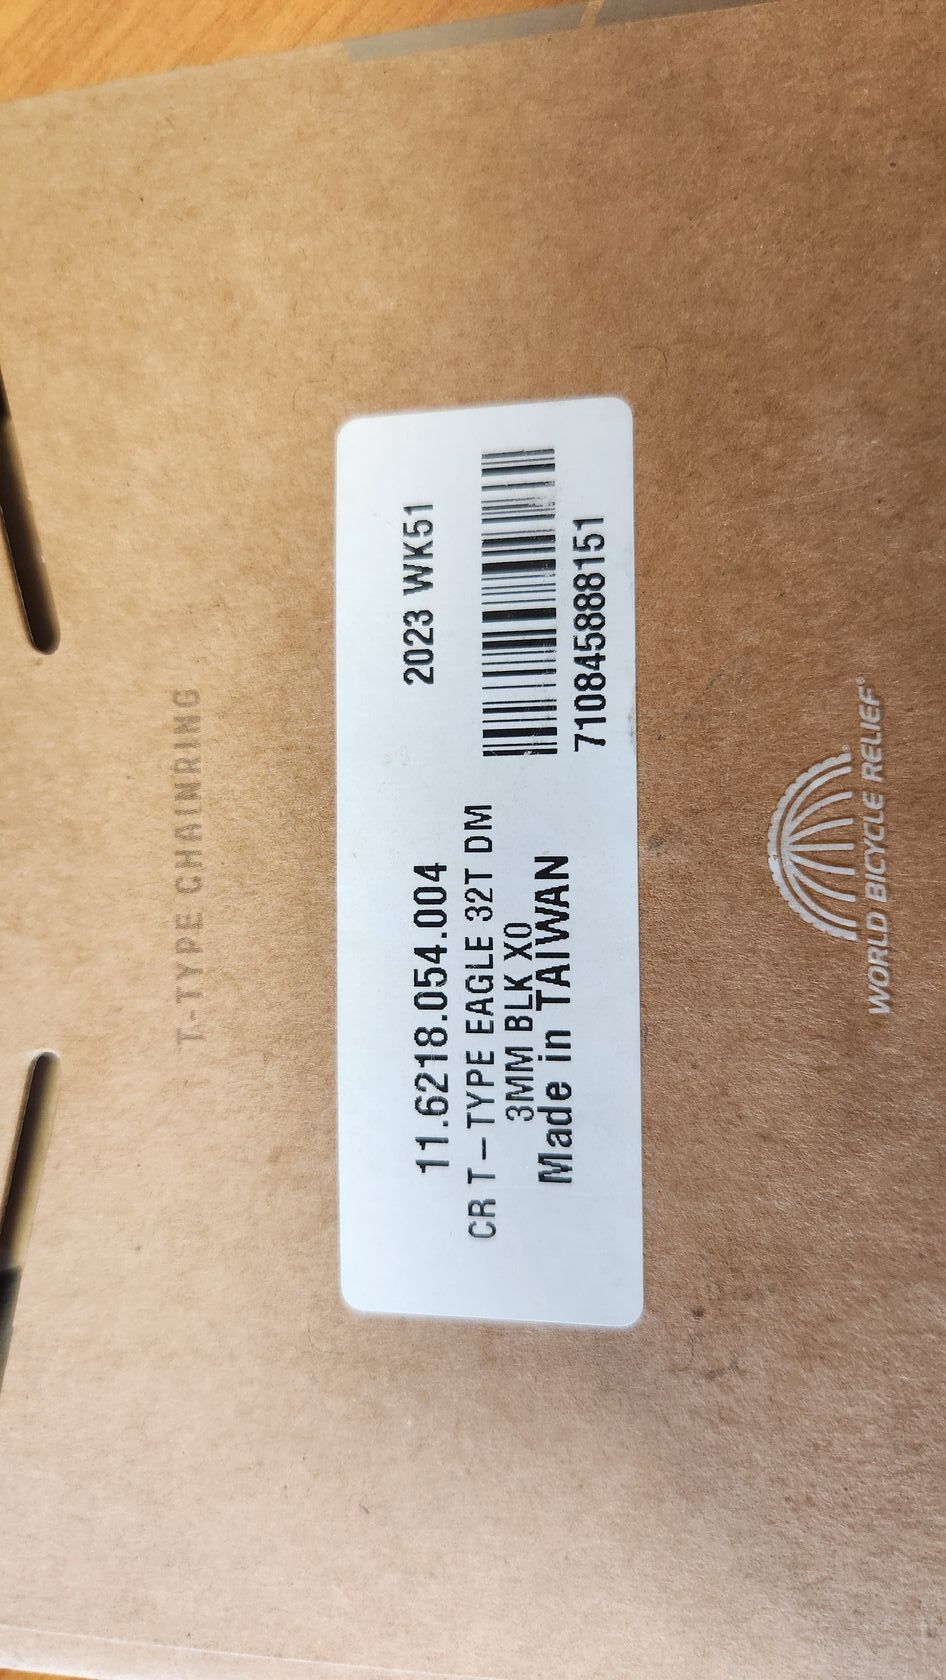 T-TYPE CHAINRING
11.6218.054.004
2023 WK51
CR T-TYPE EAGLE 32T DM
3MM BLK X0
Made in TAIWAN
710845888151
WORLD BICYCLE RELIEF®